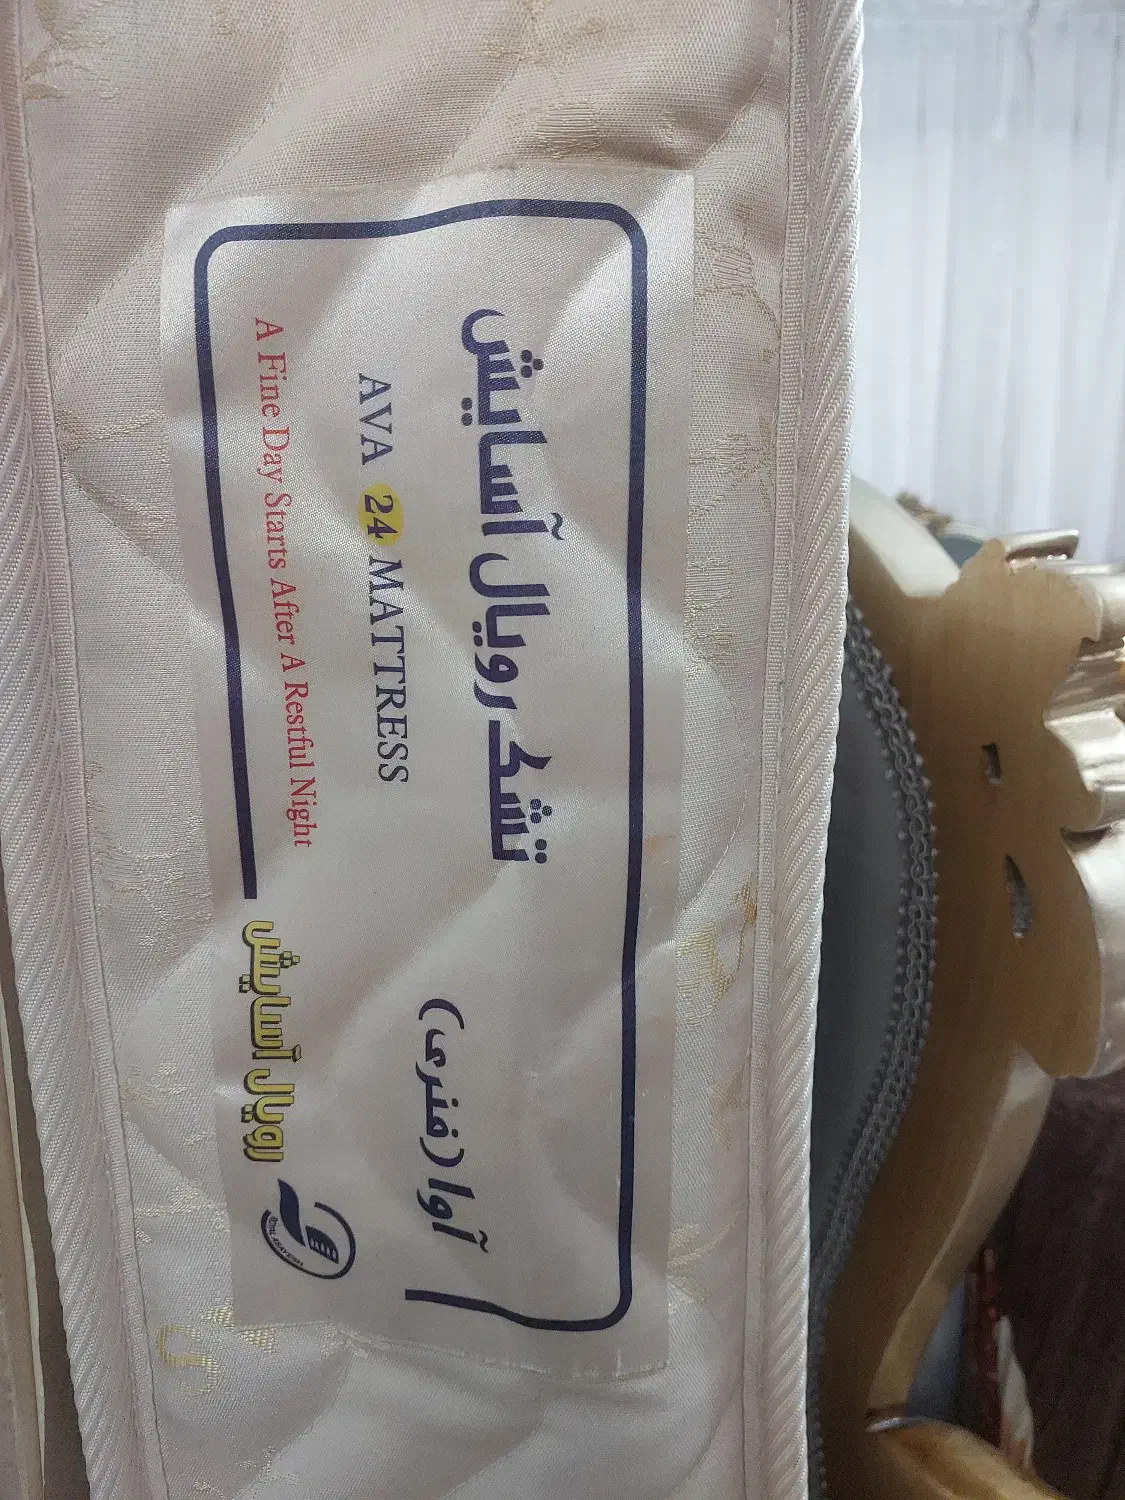 تشک رویال آسایش
AVA 24 MATTRESS
A Fine Day Starts After A Restful Night
آوا (فنری)
رویال آسایش